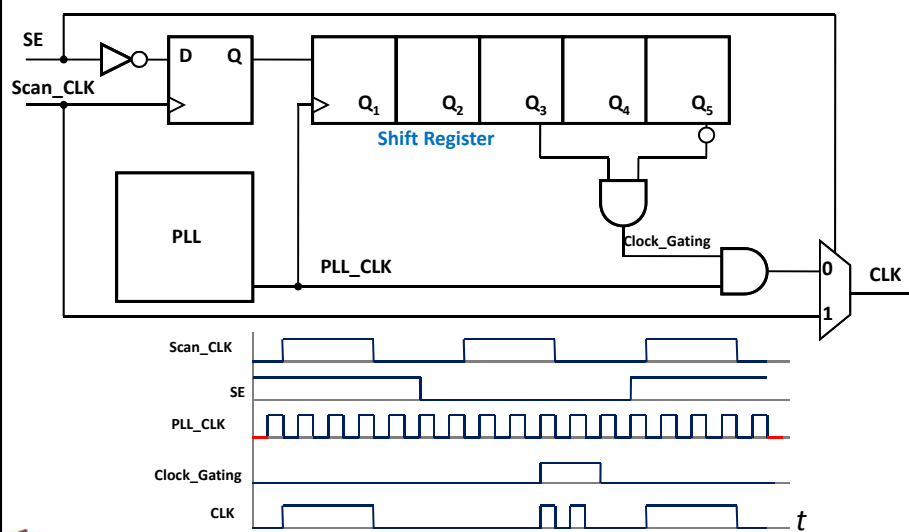 SE
D Q
Scan_CLK
Q1 Q2 Q3 Q4 Q5
Shift Register
PLL
Clock_Gating
PLL_CLK
0
CLK
1
Scan_CLK
SE
PLL_CLK
Clock_Gating
CLK
t